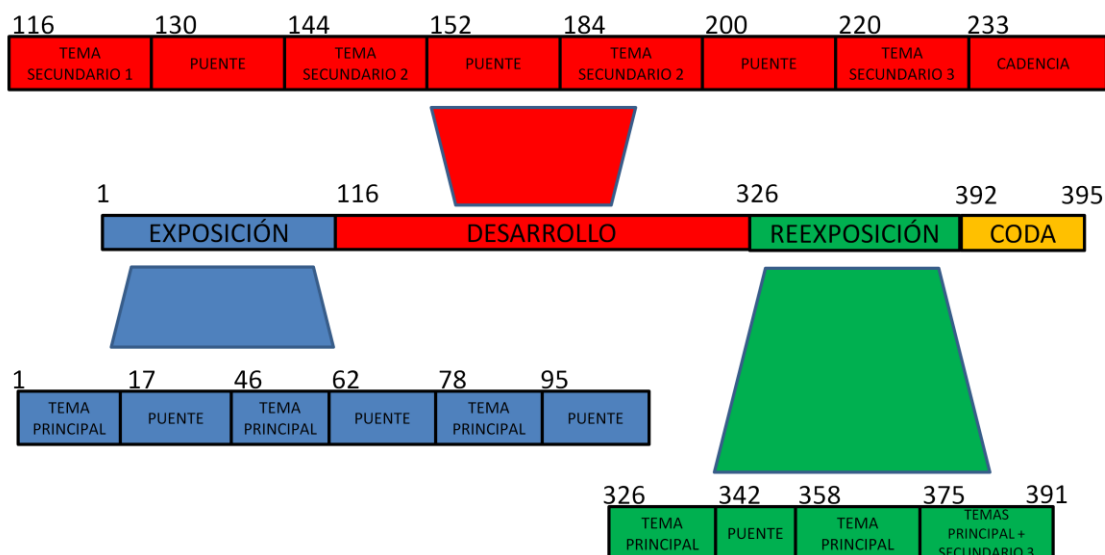 116 130 144 152 184 200 220 233
TEMA SECUNDARIO 1 PUENTE TEMA SECUNDARIO 2 PUENTE TEMA SECUNDARIO 2 PUENTE TEMA SECUNDARIO 3 CADENCIA
1 116 326 392 395
EXPOSICIÓN DESARROLLO REEXPOSICIÓN CODA
1 17 46 62 78 95
TEMA PRINCIPAL PUENTE TEMA PRINCIPAL PUENTE TEMA PRINCIPAL PUENTE
326 342 358 375 391
TEMA PRINCIPAL PUENTE TEMA PRINCIPAL TEMAS PRINCIPAL + SECUNDARIO 3